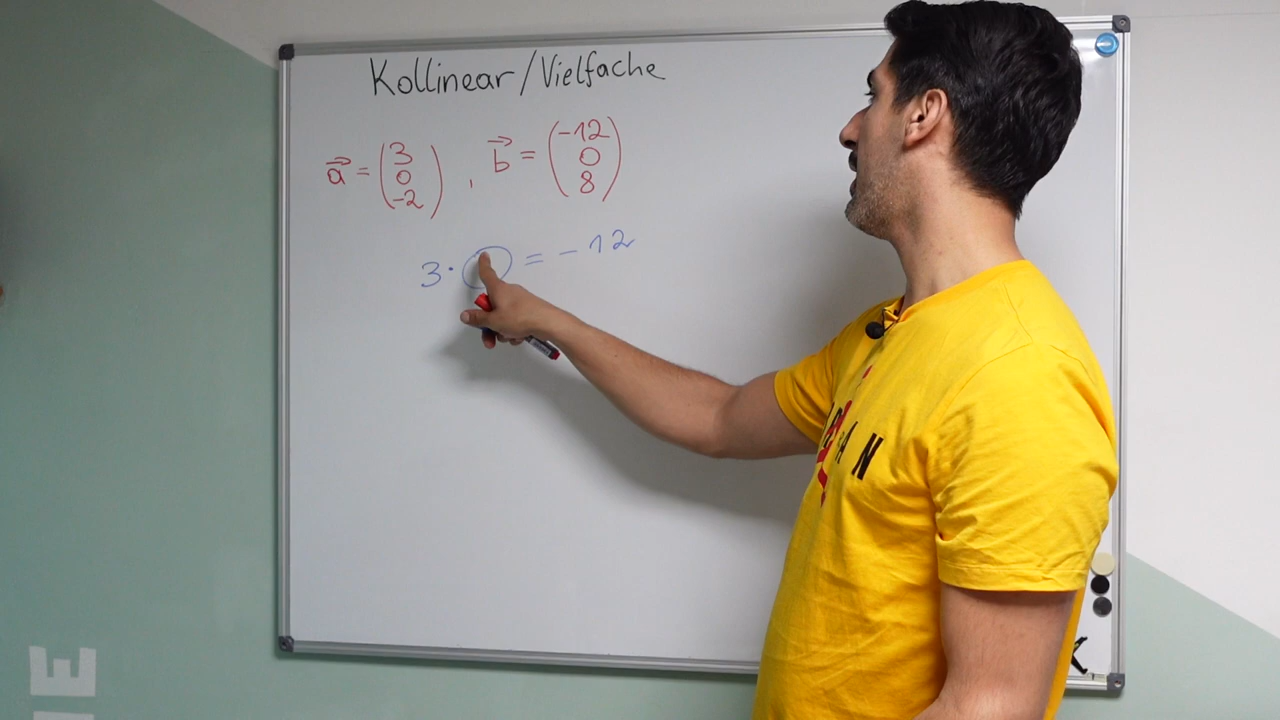 Kollinear / Vielfache
a⃗ = (3 0 -2) , b⃗ = (-12 0 8)
3 · = - 12